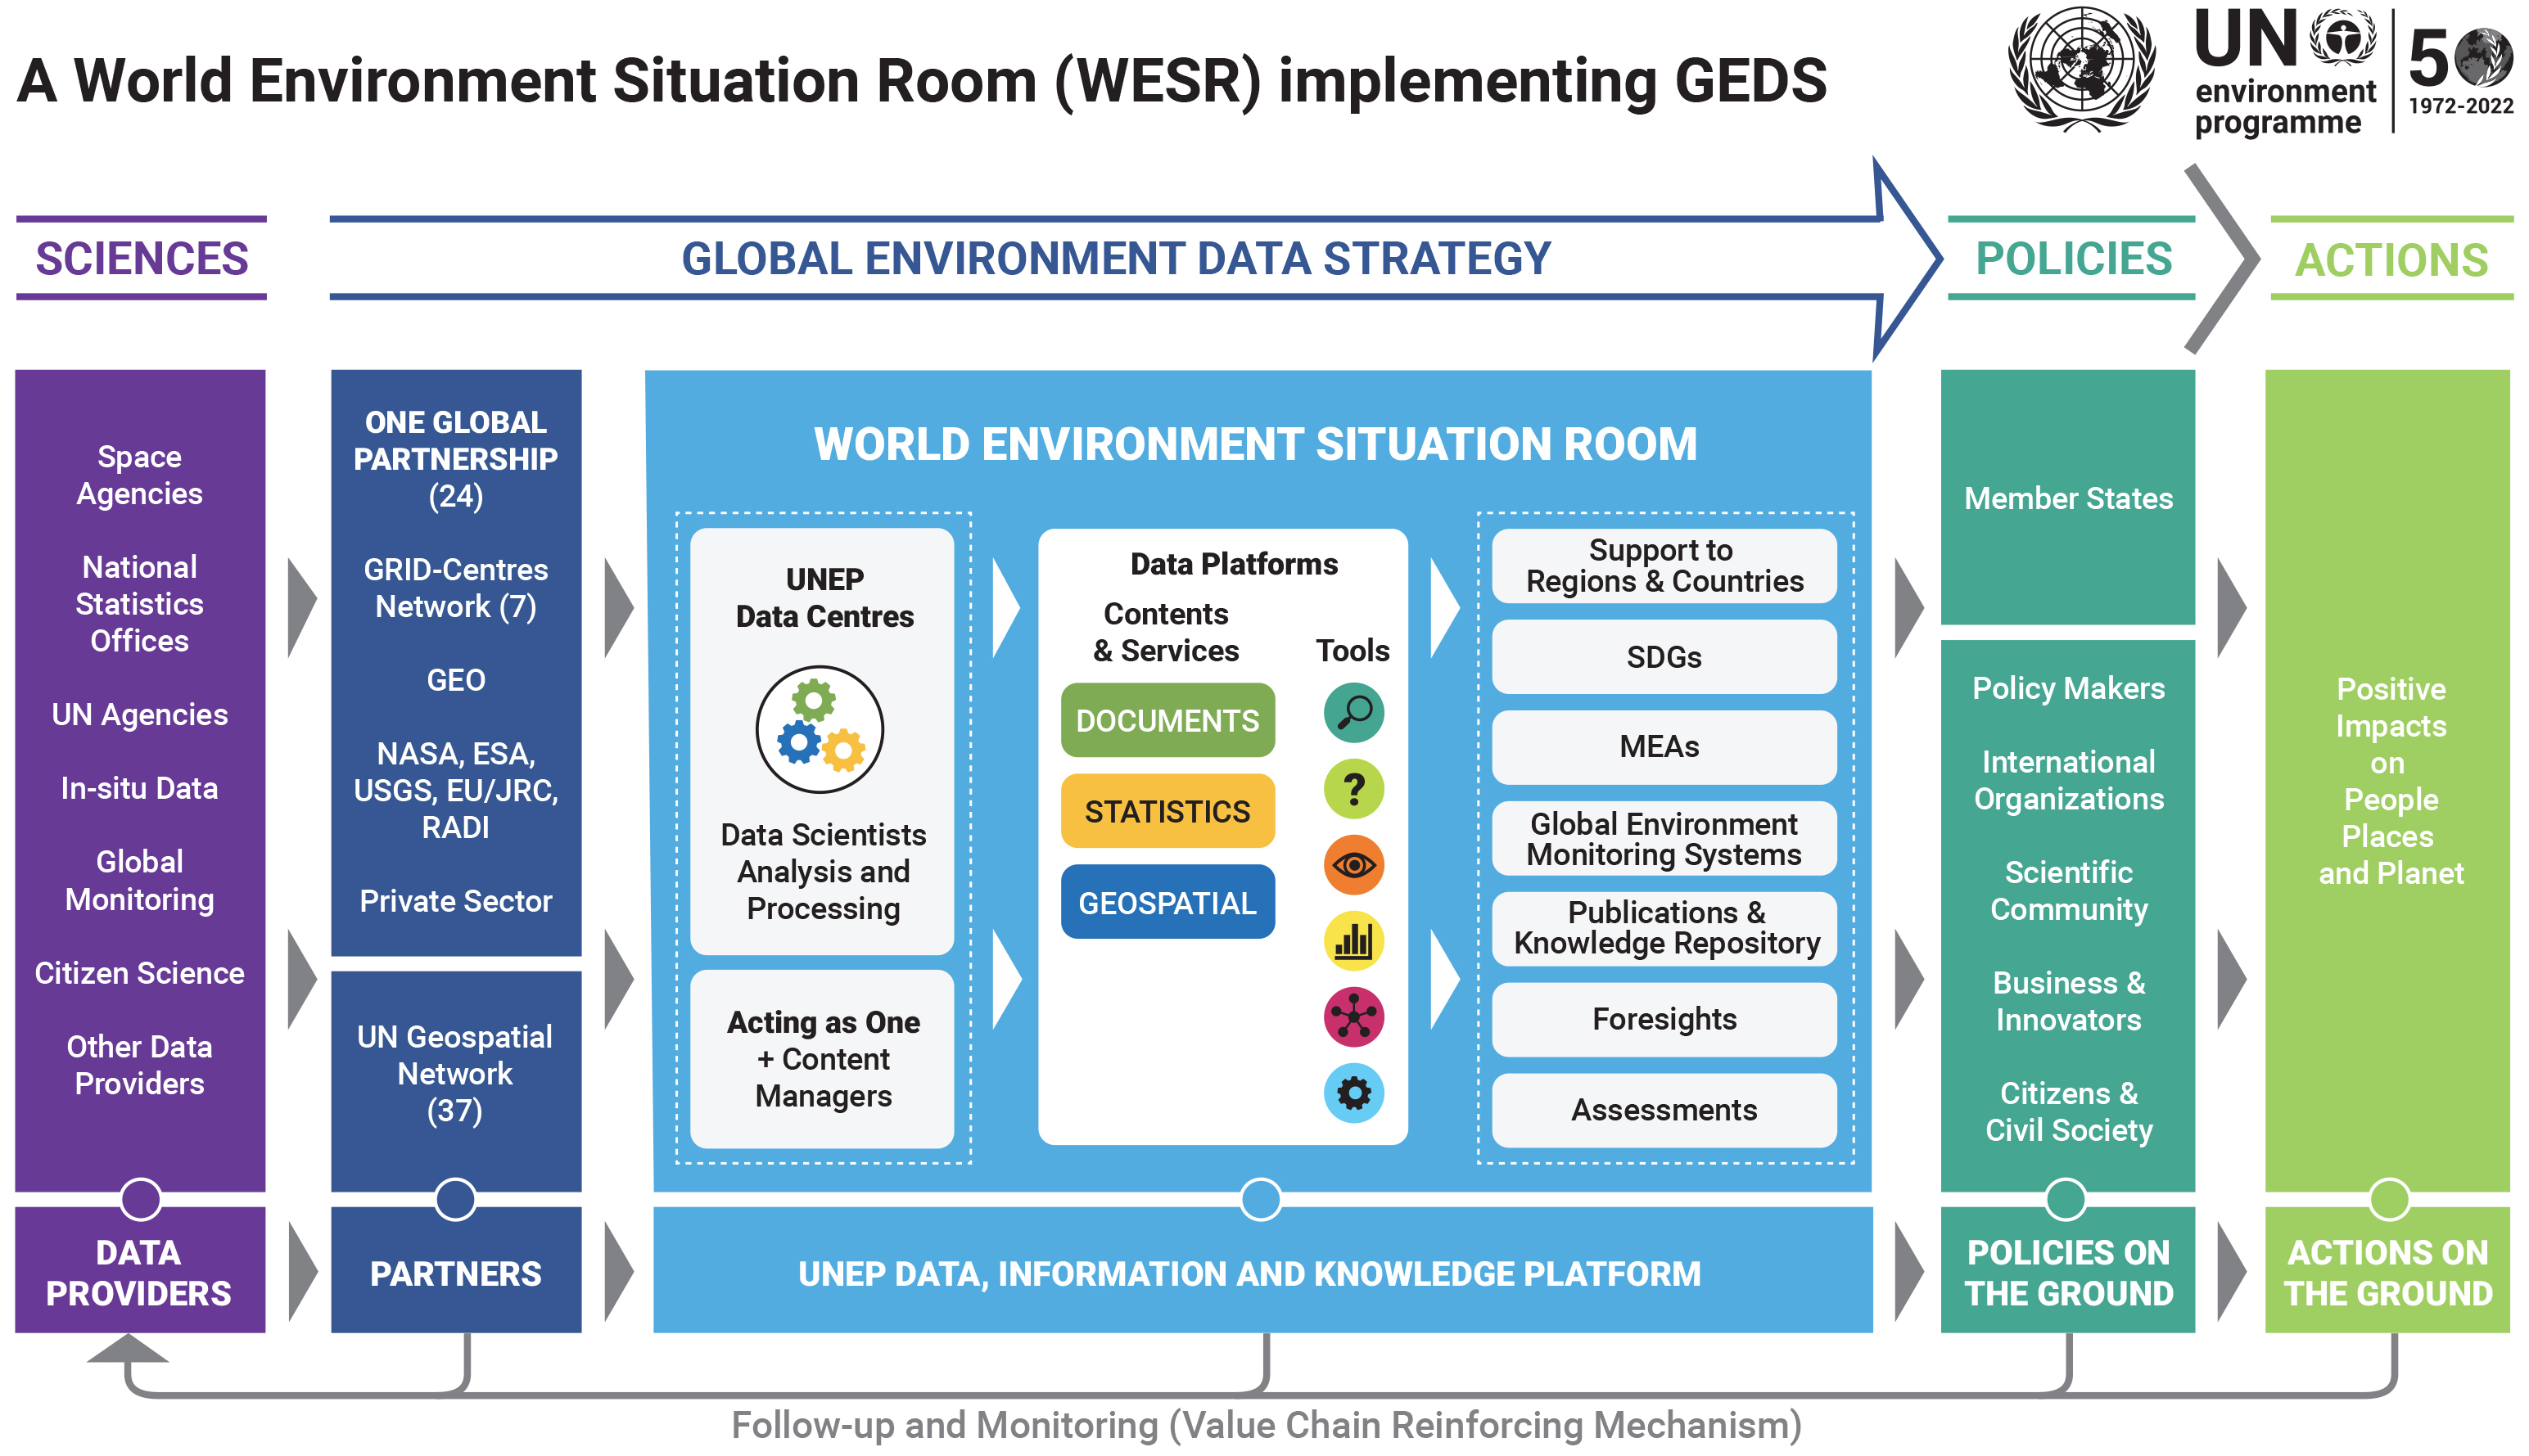 A World Environment Situation Room (WESR) implementing GEDS
UN
environment
programme
50
1972-2022
SCIENCES
GLOBAL ENVIRONMENT DATA STRATEGY
POLICIES
ACTIONS
Space
Agencies
National
Statistics
Offices
UN Agencies
In-situ Data
Global
Monitoring
Citizen Science
Other Data
Providers
DATA
PROVIDERS
ONE GLOBAL
PARTNERSHIP
(24)
GRID-Centres
Network (7)
GEO
NASA, ESA,
USGS, EU/JRC,
RADI
Private Sector
UN Geospatial
Network
(37)
PARTNERS
WORLD ENVIRONMENT SITUATION ROOM
UNEP
Data Centres
Data Scientists
Analysis and
Processing
Acting as One
+ Content
Managers
Data Platforms
Contents
& Services
Tools
DOCUMENTS
STATISTICS
GEOSPATIAL
?
Support to
Regions & Countries
SDGs
MEAs
Global Environment
Monitoring Systems
Publications &
Knowledge Repository
Foresights
Assessments
UNEP DATA, INFORMATION AND KNOWLEDGE PLATFORM
Member States
Policy Makers
International
Organizations
Scientific
Community
Business &
Innovators
Citizens &
Civil Society
POLICIES ON
THE GROUND
Positive
Impacts
on
People
Places
and Planet
ACTIONS ON
THE GROUND
Follow-up and Monitoring (Value Chain Reinforcing Mechanism)